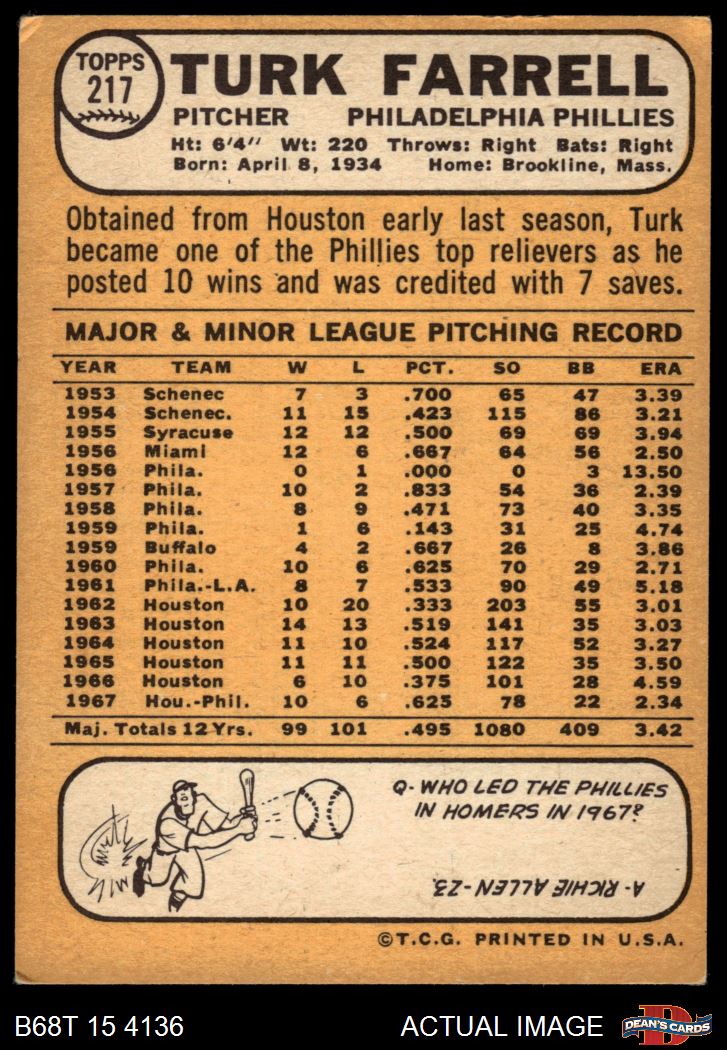 TOPPS
217
TURK FARRELL
PITCHER PHILADELPHIA PHILLIES
Ht: 6'4" Wt: 220 Throws: Right Bats: Right
Born: April 8, 1934 Home: Brookline, Mass.
Obtained from Houston early last season, Turk
became one of the Phillies top relievers as he
posted 10 wins and was credited with 7 saves.
MAJOR & MINOR LEAGUE PITCHING RECORD
YEAR TEAM W L PCT. SO BB ERA
1953 Schenec 7 3 .700 65 47 3.39
1954 Schenec. 11 15 .423 115 86 3.21
1955 Syracuse 12 12 .500 69 69 3.94
1956 Miami 12 6 .667 64 56 2.50
1956 Phila. 0 1 .000 0 3 13.50
1957 Phila. 10 2 .833 54 36 2.39
1958 Phila. 8 9 .471 73 40 3.35
1959 Phila. 1 6 .143 31 25 4.74
1959 Buffalo 4 2 .667 26 8 3.86
1960 Phila. 10 6 .625 70 29 2.71
1961 Phila.-L.A. 8 7 .533 90 49 5.18
1962 Houston 10 20 .333 203 55 3.01
1963 Houston 14 13 .519 141 35 3.03
1964 Houston 11 10 .524 117 52 3.27
1965 Houston 11 11 .500 122 35 3.50
1966 Houston 6 10 .375 101 28 4.59
1967 Hou.-Phil. 10 6 .625 78 22 2.34
Maj. Totals 12 Yrs. 99 101 .495 1080 409 3.42
Q- WHO LED THE PHILLIES
IN HOMERS IN 1967?
A- RICHIE ALLEN-23.
©T.C.G. PRINTED IN U.S.A.
B68T 15 4136 ACTUAL IMAGE D DEAN'S CARDS